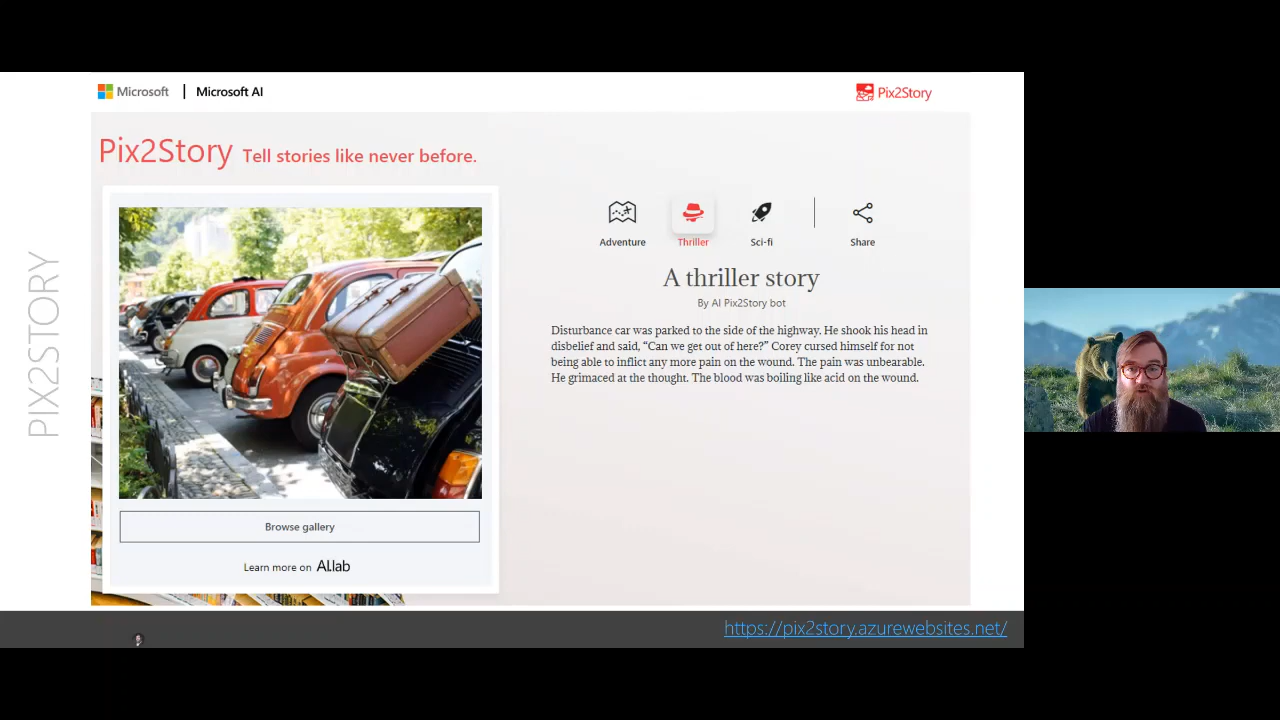 Microsoft | Microsoft AI
Pix2Story
PIX2STORY
Pix2Story Tell stories like never before.
Adventure
Thriller
Sci-fi
Share
A thriller story
By AI Pix2Story bot
Disturbance car was parked to the side of the highway. He shook his head in
disbelief and said, “Can we get out of here?” Corey cursed himself for not
being able to inflict any more pain on the wound. The pain was unbearable.
He grimaced at the thought. The blood was boiling like acid on the wound.
Browse gallery
Learn more on AI.lab
https://pix2story.azurewebsites.net/